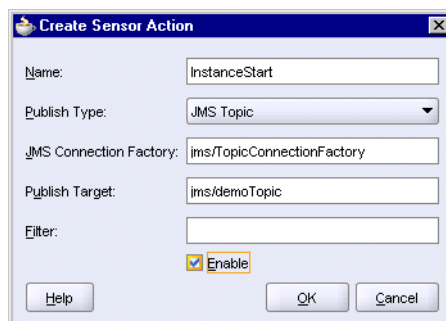 Create Sensor Action
Name: InstanceStart
Publish Type: JMS Topic
JMS Connection Factory: jms/TopicConnectionFactory
Publish Target: jms/demoTopic
Filter:
Enable
Help OK Cancel